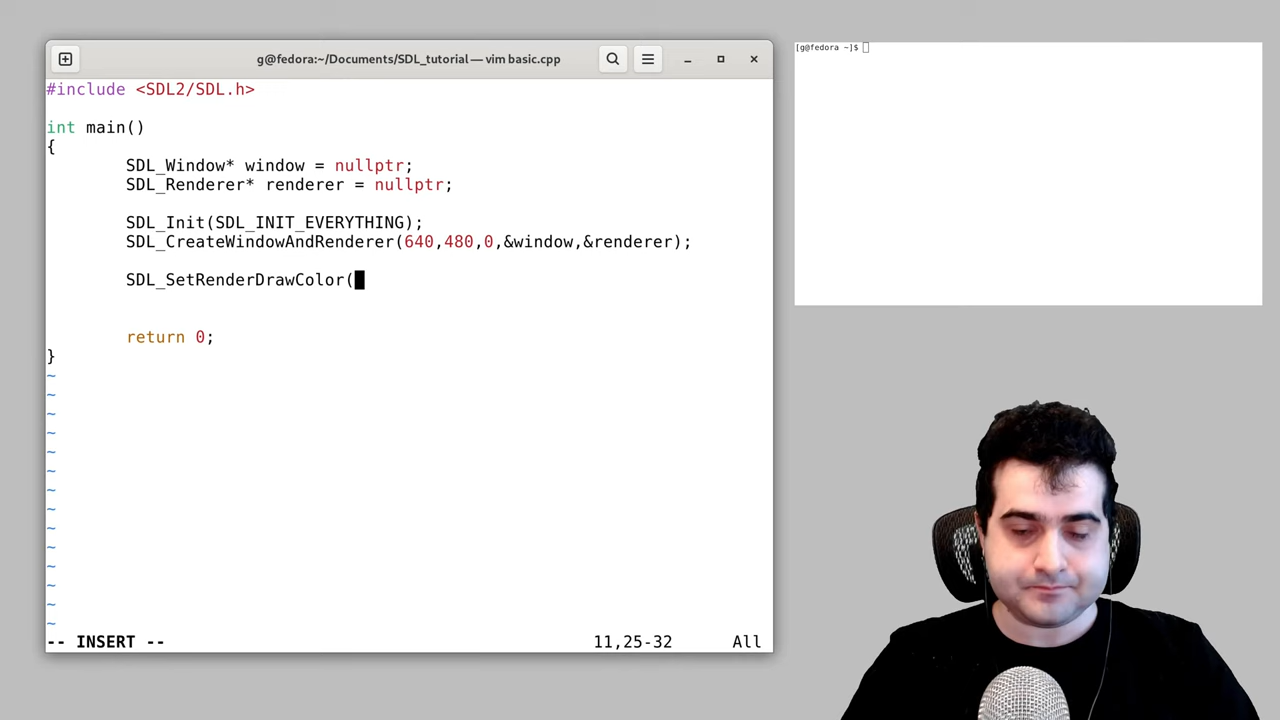 g@fedora:~/Documents/SDL_tutorial — vim basic.cpp
#include <SDL2/SDL.h>
int main()
{
SDL_Window* window = nullptr;
SDL_Renderer* renderer = nullptr;
SDL_Init(SDL_INIT_EVERYTHING);
SDL_CreateWindowAndRenderer(640,480,0,&window,&renderer);
SDL_SetRenderDrawColor(
return 0;
}
~
~
~
~
~
~
~
~
~
~
~
~
~
~
-- INSERT --                11,25-32      All
[g@fedora ~]$